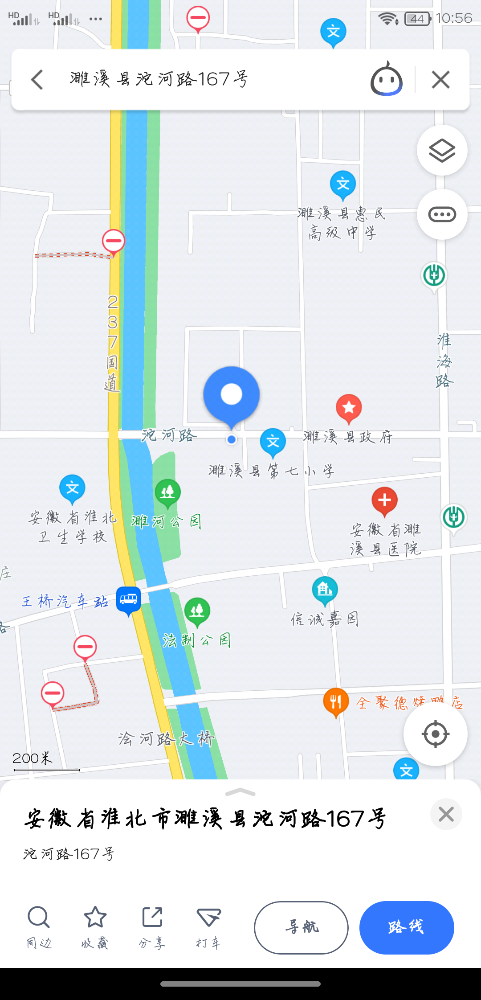 HD HD 44 10:56
濉溪县沱河路167号
濉溪县惠民
高级中学
237国道
淮海路
沱河路
濉溪县政府
濉溪县第七小学
安徽省淮北
卫生学校
濉河公园
安徽省濉
溪县医院
庄
王桥汽车站
信诚嘉园
路
法制公园
全聚德烤鸭店
浍河路大桥
200米
安徽省淮北市濉溪县沱河路167号
沱河路167号
周边 收藏 分享 打车 导航 路线